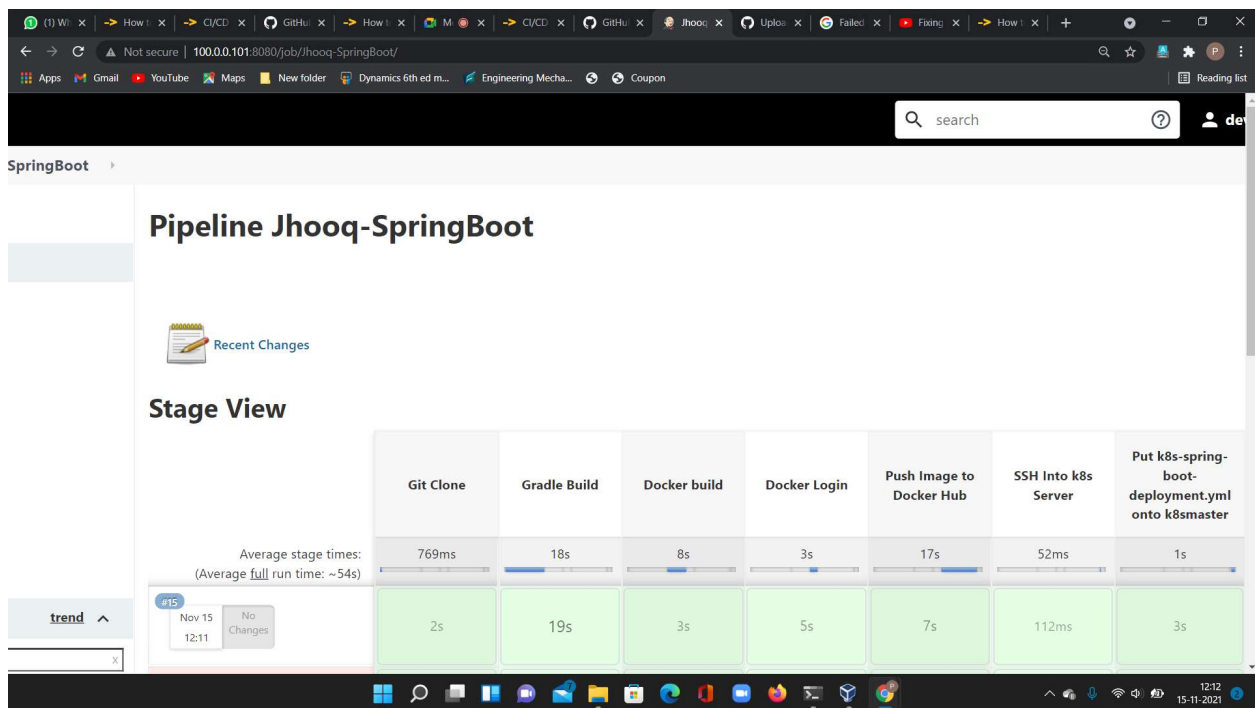 (1) Wh
How t
CI/CD
GitHu
How t
M
CI/CD
GitHu
Jhooq
Uploa
Failed
Fixing
How t
Not secure | 100.0.0.101:8080/job/Jhooq-SpringBoot/
Apps
Gmail
YouTube
Maps
New folder
Dynamics 6th ed m...
Engineering Mecha...
Coupon
Reading list
search
dev
SpringBoot
Pipeline Jhooq-SpringBoot
Recent Changes
Stage View
Git Clone
Gradle Build
Docker build
Docker Login
Push Image to
Docker Hub
SSH Into k8s
Server
Put k8s-spring-
boot-
deployment.yml
onto k8smaster
Average stage times:
(Average full run time: ~54s)
769ms
18s
8s
3s
17s
52ms
1s
#15
Nov 15
12:11
No
Changes
2s
19s
3s
5s
7s
112ms
3s
trend
x
12:12
15-11-2021
2